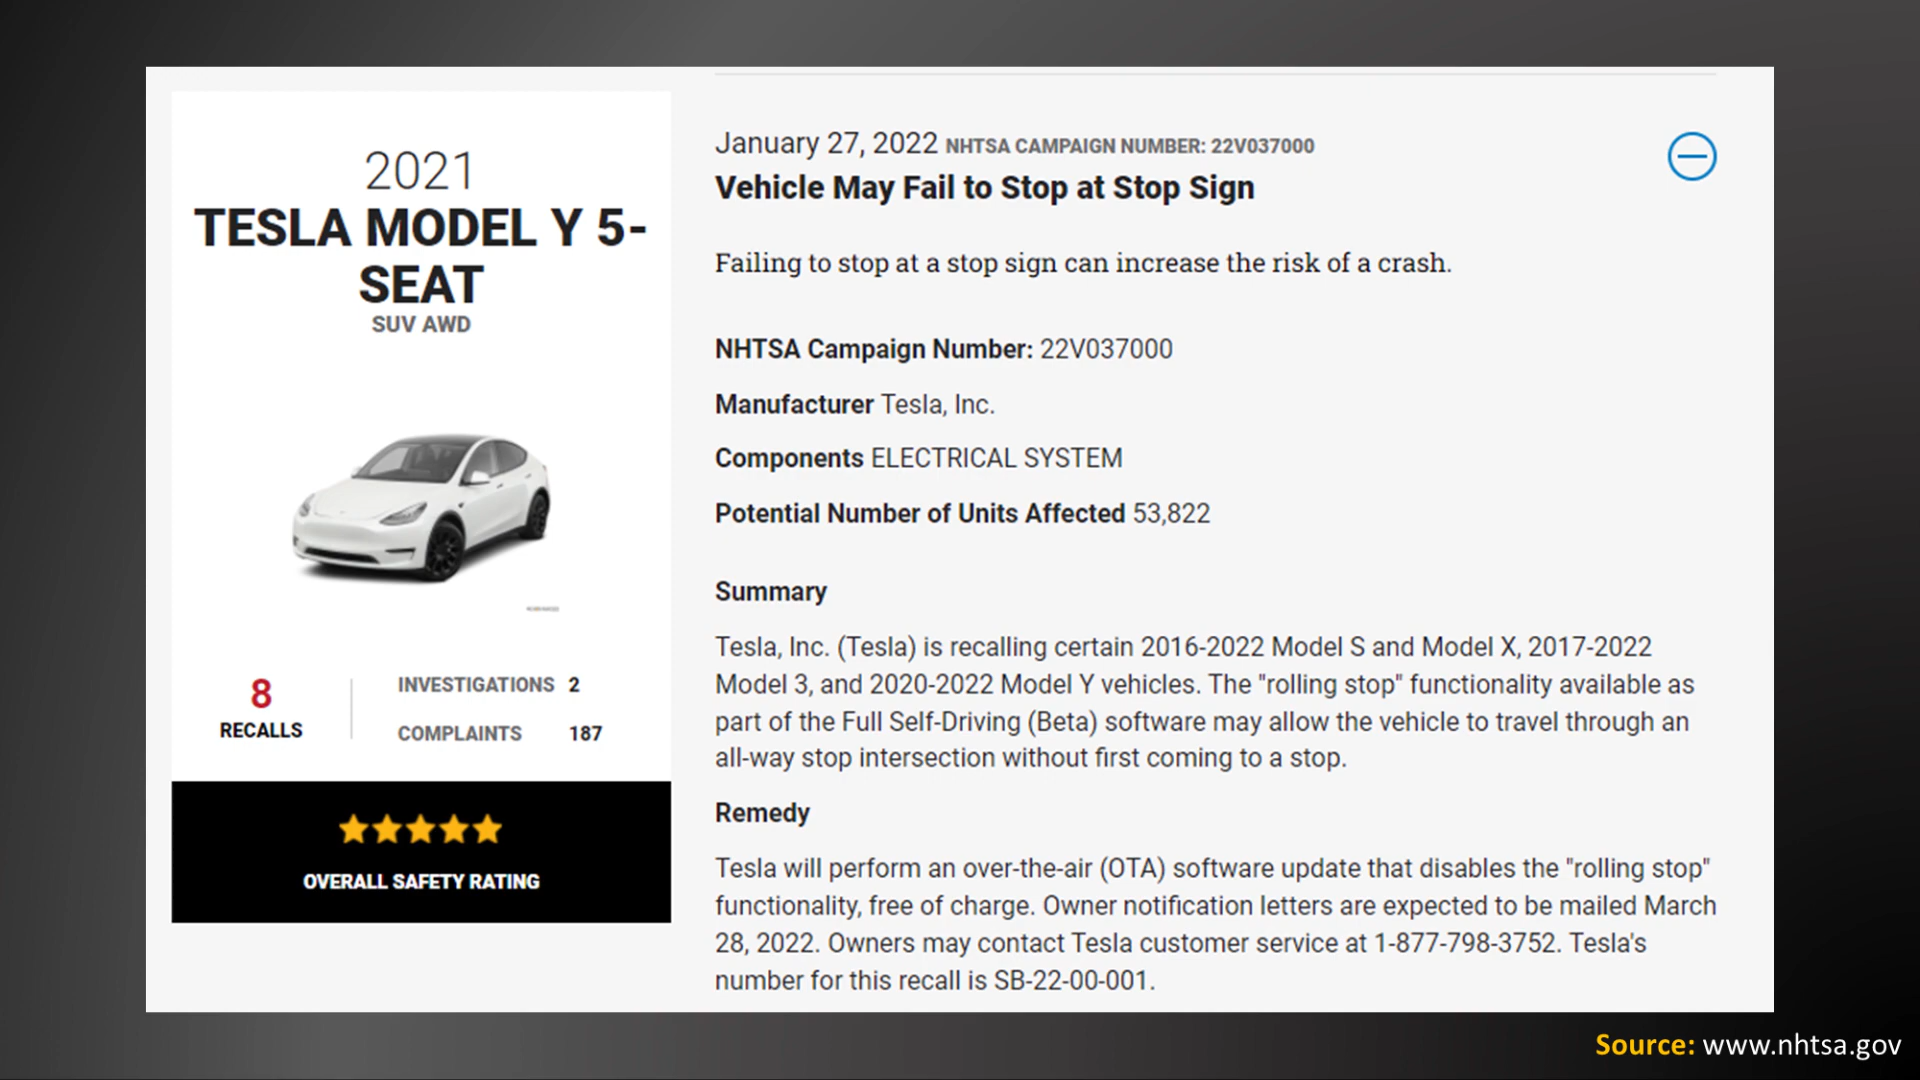 2021
TESLA MODEL Y 5-
SEAT
SUV AWD
8
RECALLS
INVESTIGATIONS 2
COMPLAINTS 187
OVERALL SAFETY RATING
January 27, 2022 NHTSA CAMPAIGN NUMBER: 22V037000
Vehicle May Fail to Stop at Stop Sign
Failing to stop at a stop sign can increase the risk of a crash.
NHTSA Campaign Number: 22V037000
Manufacturer Tesla, Inc.
Components ELECTRICAL SYSTEM
Potential Number of Units Affected 53,822
Summary
Tesla, Inc. (Tesla) is recalling certain 2016-2022 Model S and Model X, 2017-2022
Model 3, and 2020-2022 Model Y vehicles. The "rolling stop" functionality available as
part of the Full Self-Driving (Beta) software may allow the vehicle to travel through an
all-way stop intersection without first coming to a stop.
Remedy
Tesla will perform an over-the-air (OTA) software update that disables the "rolling stop"
functionality, free of charge. Owner notification letters are expected to be mailed March
28, 2022. Owners may contact Tesla customer service at 1-877-798-3752. Tesla's
number for this recall is SB-22-00-001.
Source: www.nhtsa.gov